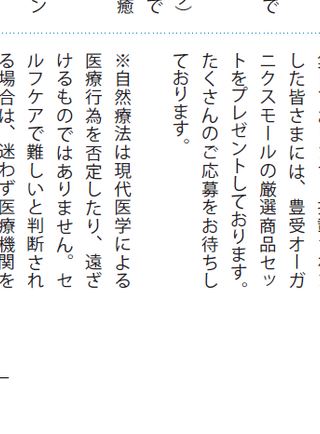 で
した皆さまには、豊受オーガ
ニクスモールの厳選商品セッ
トをプレゼントしております。
たくさんのご応募をお待ちし
ております。
※自然療法は現代医学による
医療行為を否定したり、遠ざ
けるものではありません。セ
ルフケアで難しいと判断され
る場合は、迷わず医療機関を
で
癒
ン